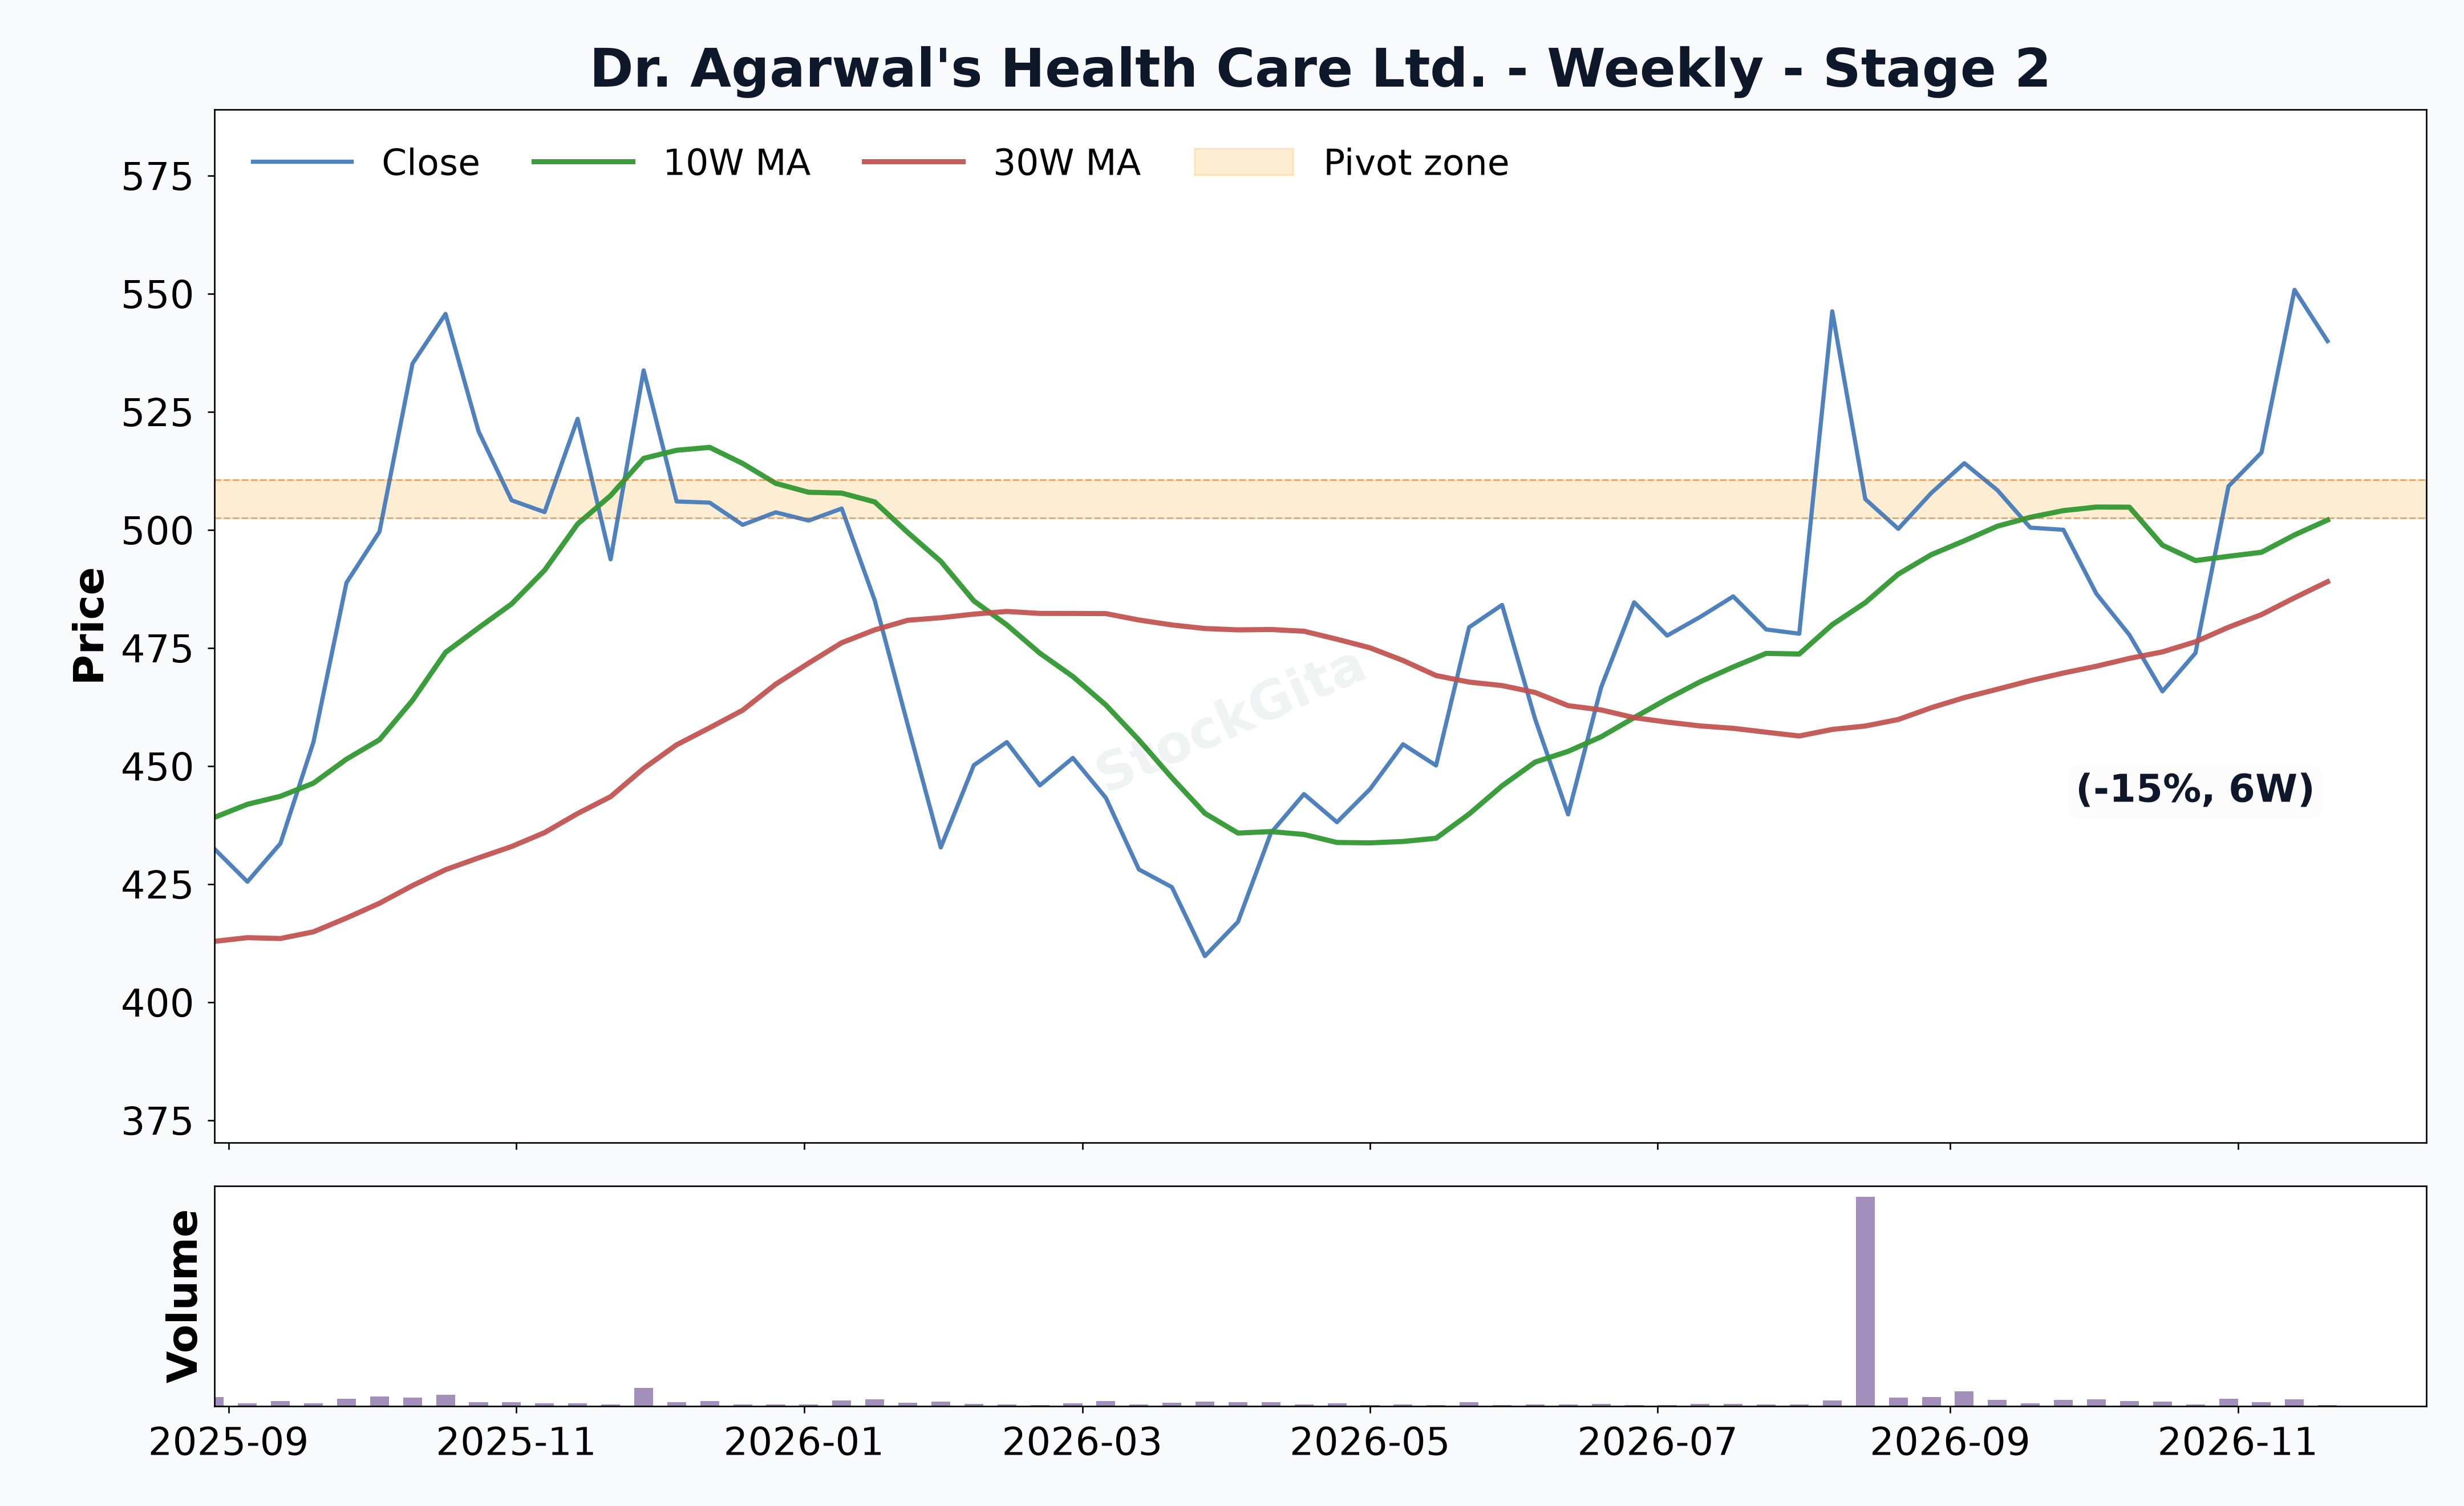 Dr. Agarwal's Health Care Ltd. - Weekly - Stage 2
Close 10W MA 30W MA Pivot zone
Price
575
550
525
500
475
450
425
400
375
StockGita
(-15%, 6W)
Volume
2025-09 2025-11 2026-01 2026-03 2026-05 2026-07 2026-09 2026-11